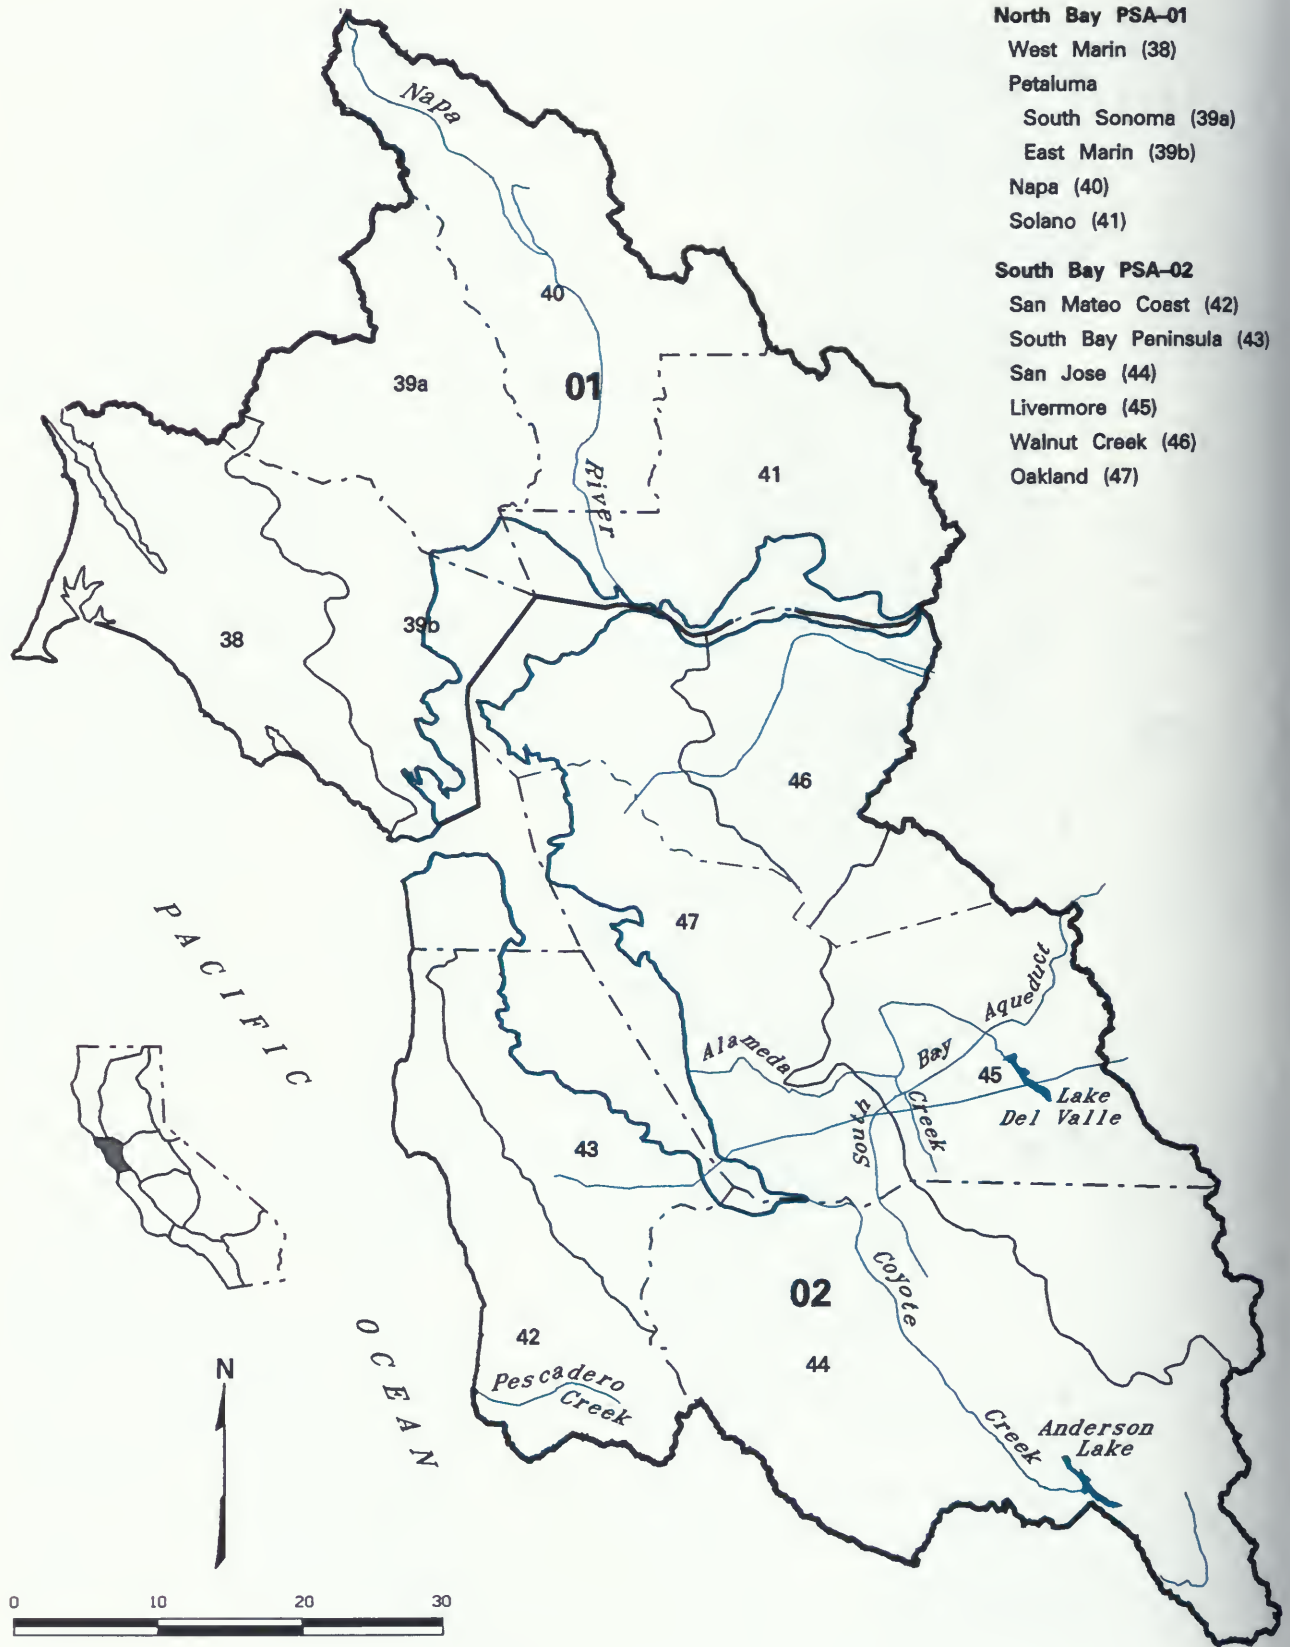 North Bay PSA–01
West Marin (38)
Petaluma
South Sonoma (39a)
East Marin (39b)
Napa (40)
Solano (41)
South Bay PSA–02
San Mateo Coast (42)
South Bay Peninsula (43)
San Jose (44)
Livermore (45)
Walnut Creek (46)
Oakland (47)
Napa
River
40
39a
01
41
38
39b
46
47
PACIFIC
OCEAN
Alameda
Creek
South
Bay
Aqueduct
45
Lake
Del Valle
43
02
Coyote
Creek
42
44
Pescadero
Creek
Anderson
Lake
N
0 10 20 30